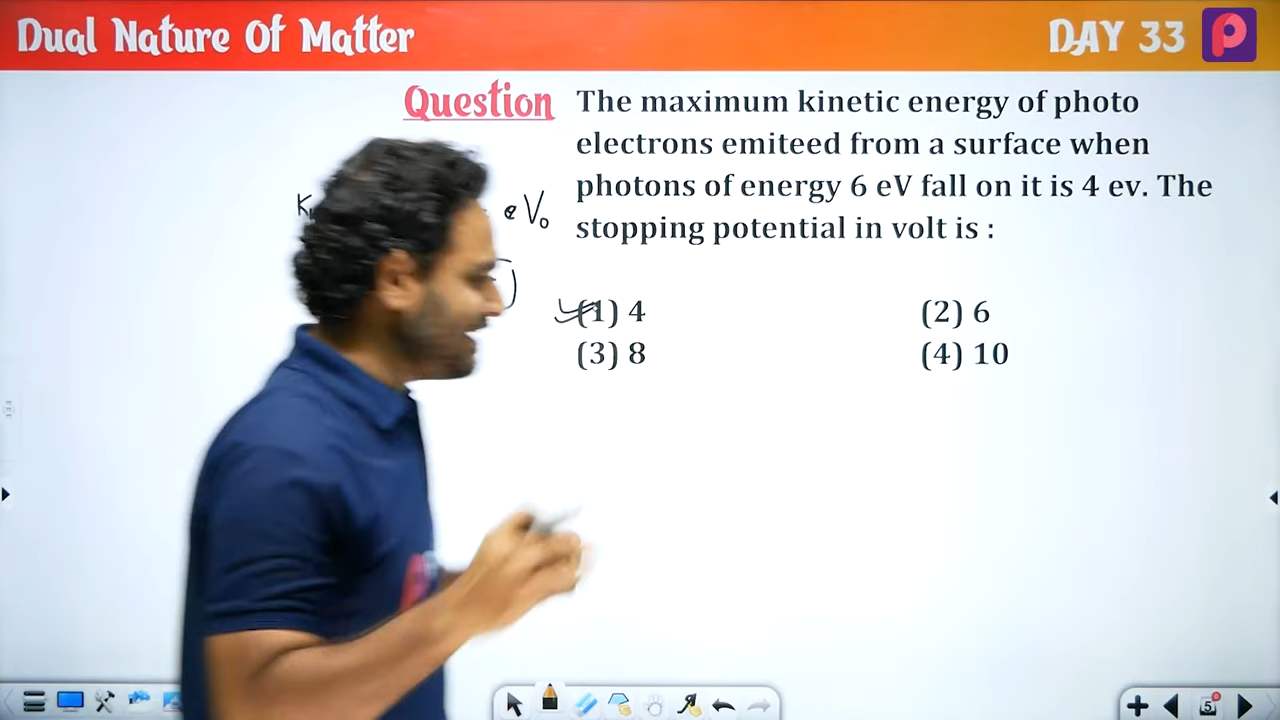 Dual Nature Of Matter
DAY 33
Question
The maximum kinetic energy of photo
electrons emiteed from a surface when
photons of energy 6 eV fall on it is 4 ev. The
stopping potential in volt is :
eV₀
(1) 4
(2) 6
(3) 8
(4) 10
5